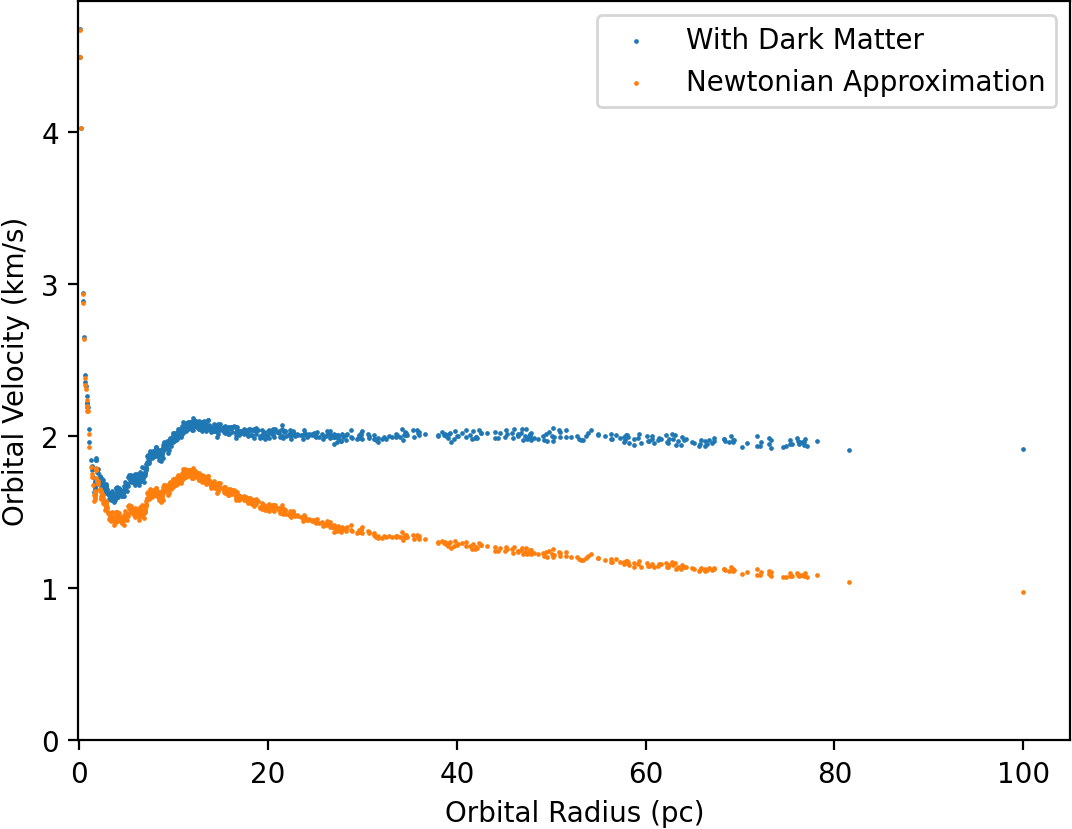 With Dark Matter
Newtonian Approximation
Orbital Velocity (km/s)
4
3
2
1
0
0 20 40 60 80 100
Orbital Radius (pc)